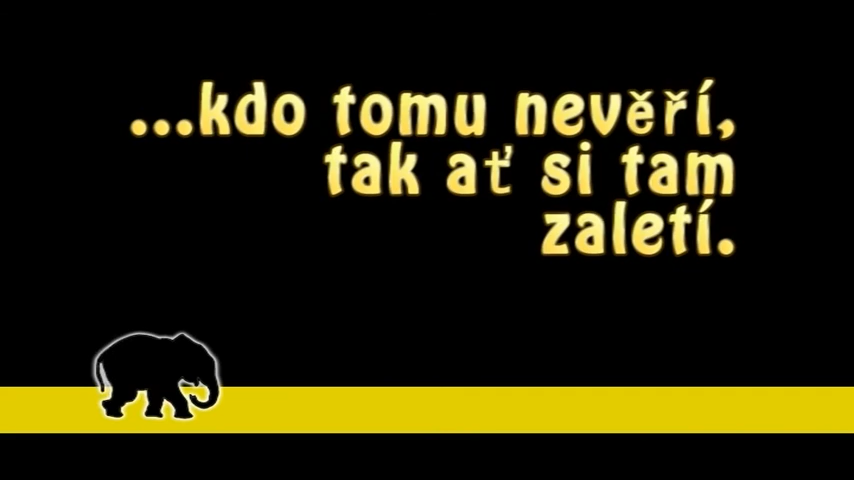 ...kdo tomu nevěří,
tak ať si tam
zaletí.